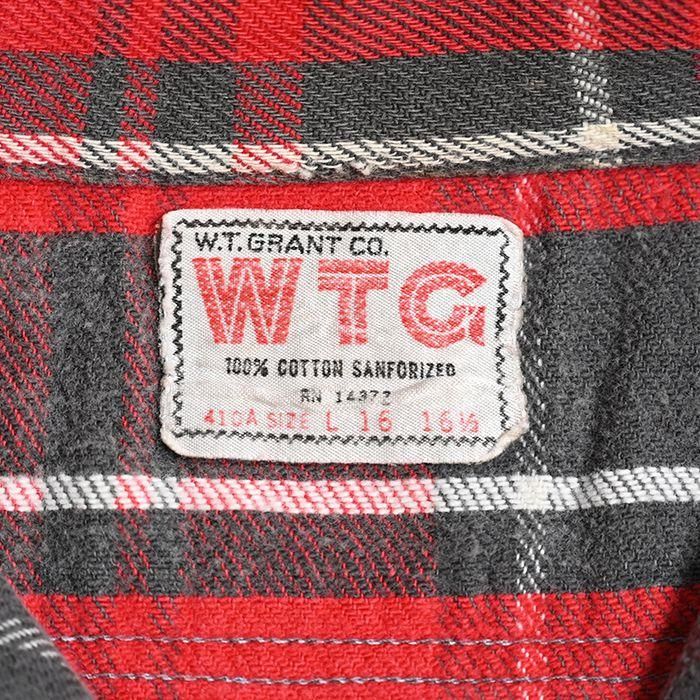 W.T. GRANT CO.
WTG
100% COTTON SANFORIZED
RN 14372
410A SIZE L 16 16½